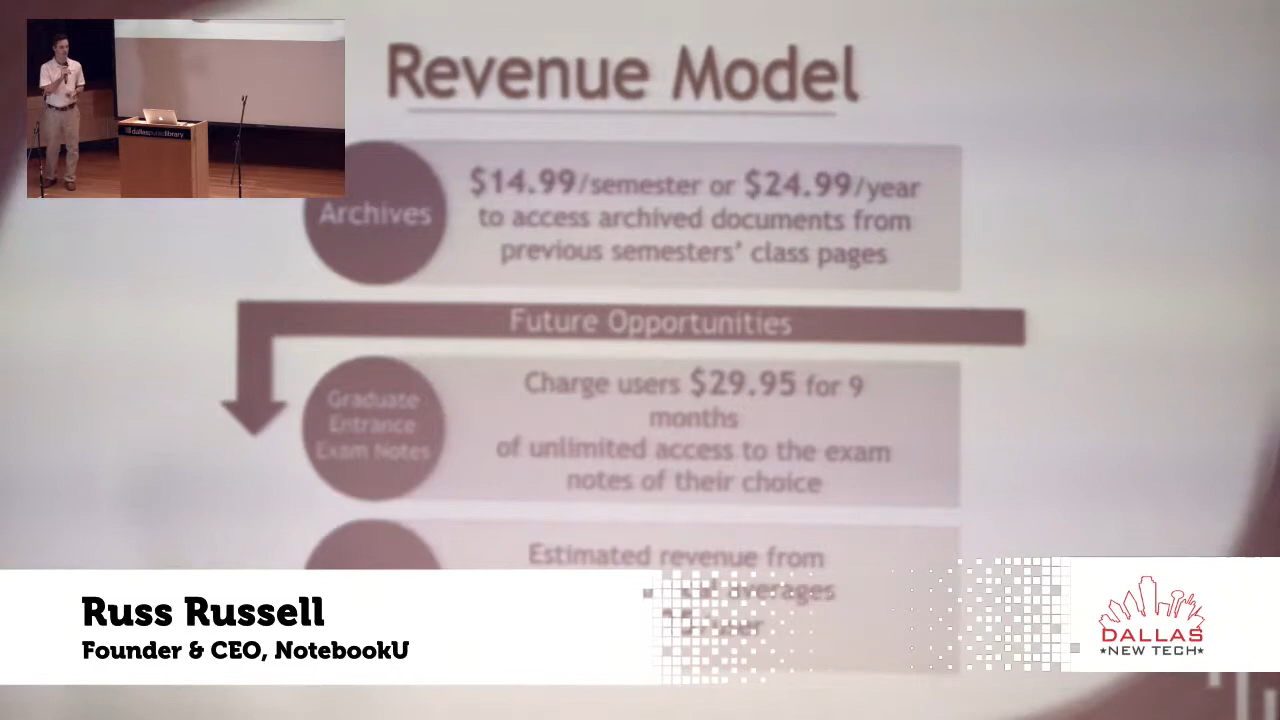 Revenue Model
Archives
$14.99/semester or $24.99/year
to access archived documents from
previous semesters' class pages
Future Opportunities
Graduate
Entrance
Exam Notes
Charge users $29.95 for 9
months
of unlimited access to the exam
notes of their choice
Estimated revenue from
averages
dallaspubliclibrary
Russ Russell
Founder & CEO, NotebookU
DALLAS
★NEW TECH★